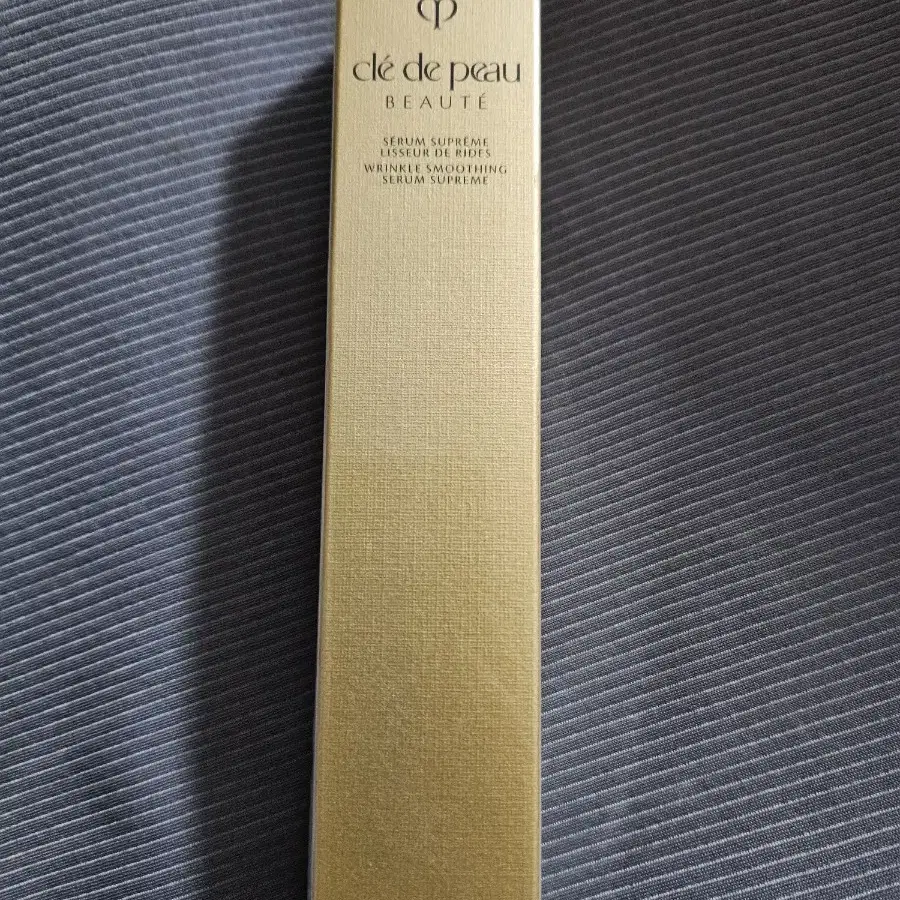 clé de peau
BEAUTÉ
SÉRUM SUPRÊME
LISSEUR DE RIDES
WRINKLE SMOOTHING
SERUM SUPREME